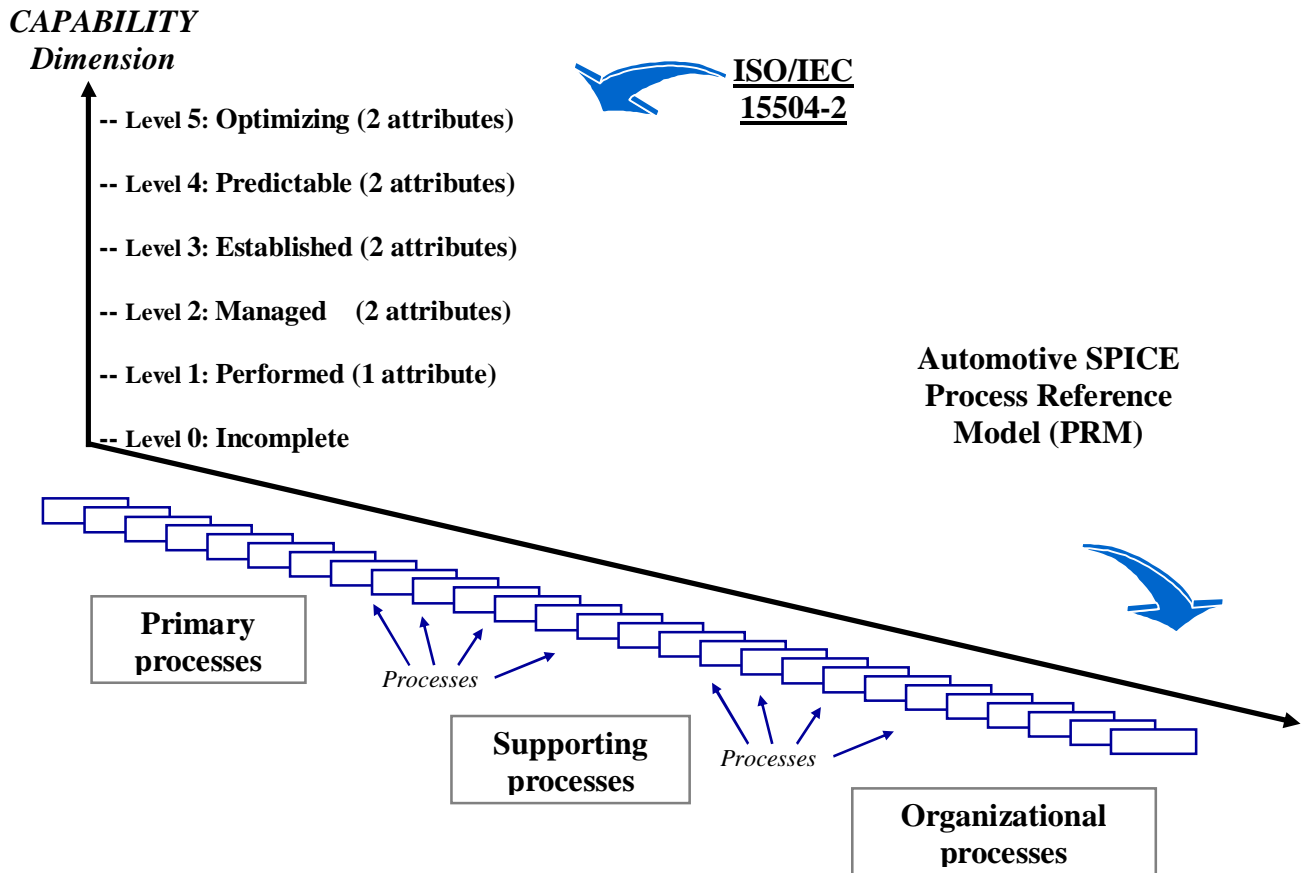 CAPABILITY
Dimension
ISO/IEC
15504-2
-- Level 5: Optimizing (2 attributes)
-- Level 4: Predictable (2 attributes)
-- Level 3: Established (2 attributes)
-- Level 2: Managed (2 attributes)
-- Level 1: Performed (1 attribute)
-- Level 0: Incomplete
Automotive SPICE
Process Reference
Model (PRM)
Primary
processes
Processes
Supporting
processes
Processes
Organizational
processes